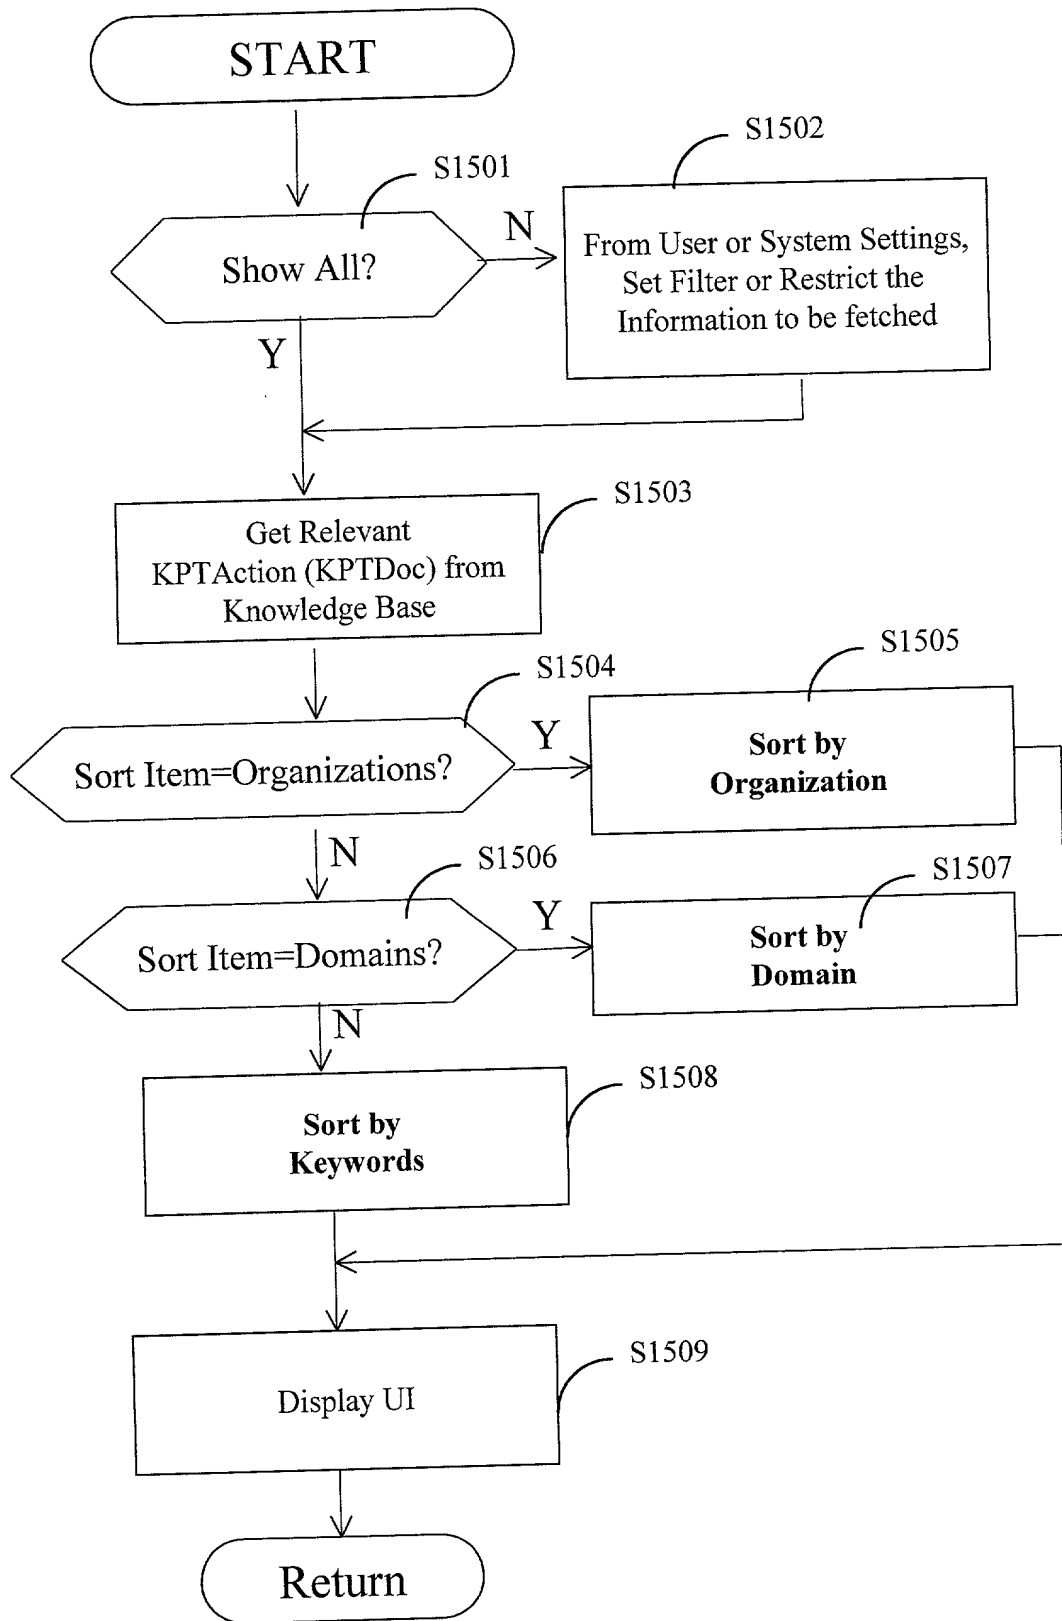 START
S1501
S1502
Show All?
N
From User or System Settings,
Set Filter or Restrict the
Information to be fetched
Y
S1503
Get Relevant
KPTAction (KPTDoc) from
Knowledge Base
S1504
S1505
Sort Item=Organizations?
Y
Sort by
Organization
N
S1506
S1507
Sort Item=Domains?
Y
Sort by
Domain
N
S1508
Sort by
Keywords
S1509
Display UI
Return